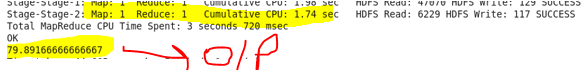 Stage-Stage-1: Map: 1 Reduce: 1 Cumulative CPU: 1.98 sec HDFS Read: 47070 HDFS Write: 129 SUCCESS
Stage-Stage-2: Map: 1 Reduce: 1 Cumulative CPU: 1.74 sec HDFS Read: 6229 HDFS Write: 117 SUCCESS
Total MapReduce CPU Time Spent: 3 seconds 720 msec
OK
79.89166666666667
O/P